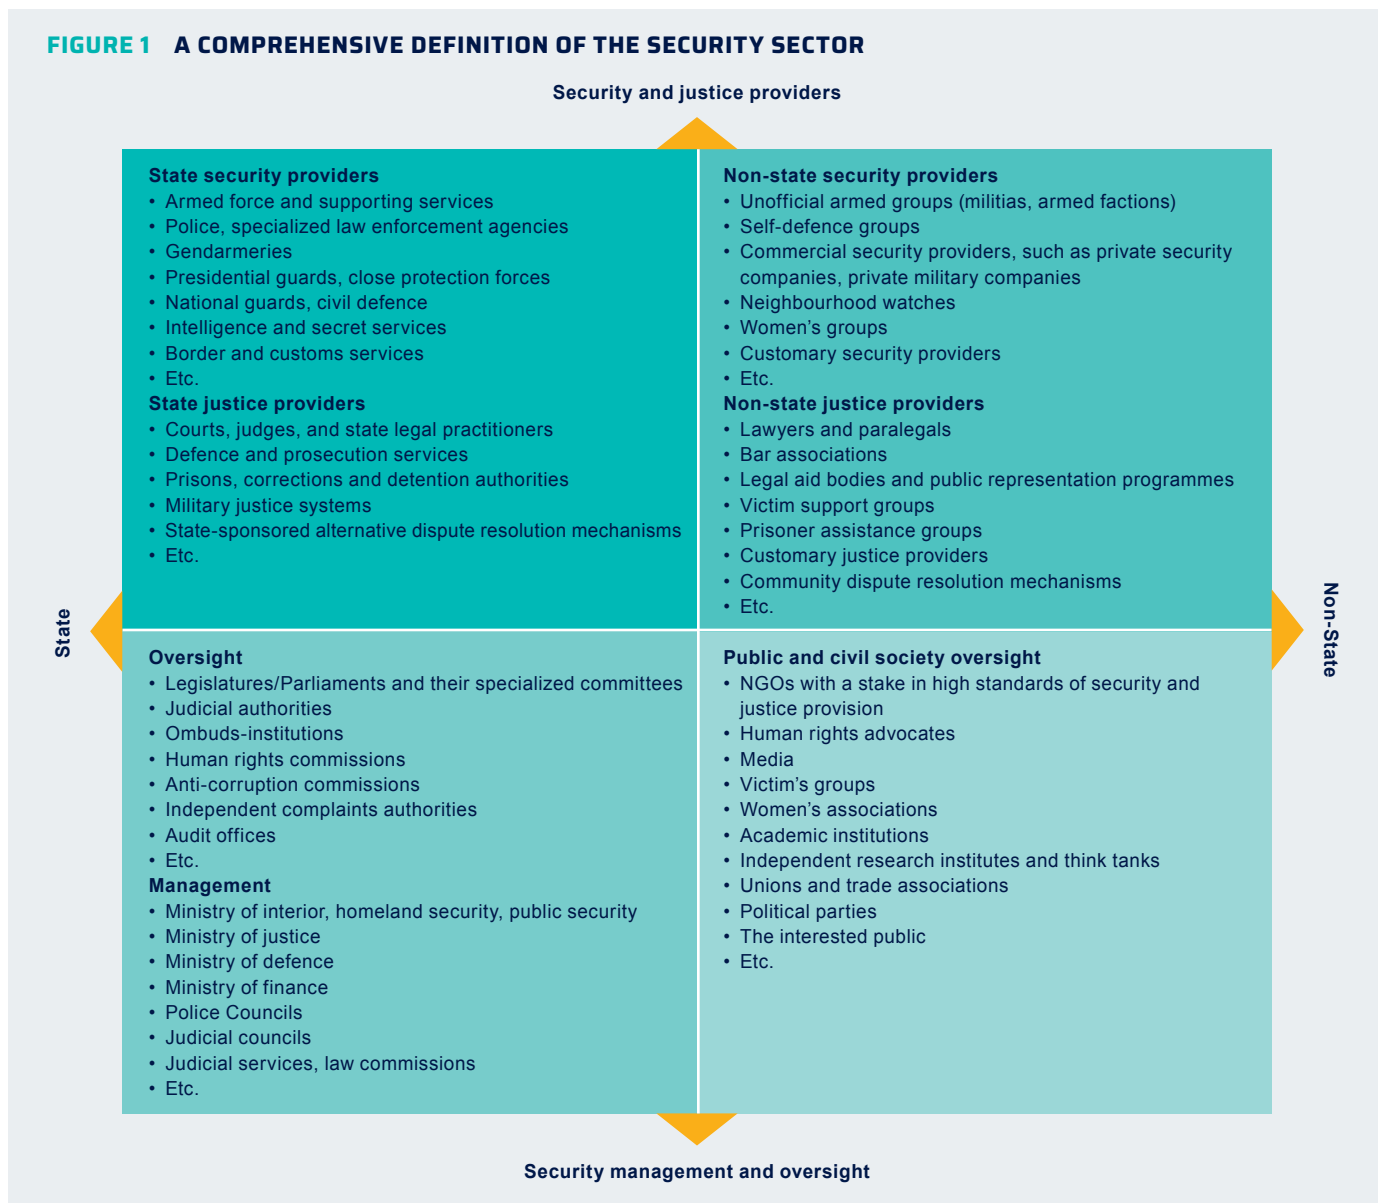 FIGURE 1 A COMPREHENSIVE DEFINITION OF THE SECURITY SECTOR
Security and justice providers
State security providers
• Armed force and supporting services
• Police, specialized law enforcement agencies
• Gendarmeries
• Presidential guards, close protection forces
• National guards, civil defence
• Intelligence and secret services
• Border and customs services
• Etc.
State justice providers
• Courts, judges, and state legal practitioners
• Defence and prosecution services
• Prisons, corrections and detention authorities
• Military justice systems
• State-sponsored alternative dispute resolution mechanisms
• Etc.
Non-state security providers
• Unofficial armed groups (militias, armed factions)
• Self-defence groups
• Commercial security providers, such as private security
companies, private military companies
• Neighbourhood watches
• Women’s groups
• Customary security providers
• Etc.
Non-state justice providers
• Lawyers and paralegals
• Bar associations
• Legal aid bodies and public representation programmes
• Victim support groups
• Prisoner assistance groups
• Customary justice providers
• Community dispute resolution mechanisms
• Etc.
State
Non-State
Oversight
• Legislatures/Parliaments and their specialized committees
• Judicial authorities
• Ombuds-institutions
• Human rights commissions
• Anti-corruption commissions
• Independent complaints authorities
• Audit offices
• Etc.
Management
• Ministry of interior, homeland security, public security
• Ministry of justice
• Ministry of defence
• Ministry of finance
• Police Councils
• Judicial councils
• Judicial services, law commissions
• Etc.
Public and civil society oversight
• NGOs with a stake in high standards of security and
justice provision
• Human rights advocates
• Media
• Victim’s groups
• Women’s associations
• Academic institutions
• Independent research institutes and think tanks
• Unions and trade associations
• Political parties
• The interested public
• Etc.
Security management and oversight